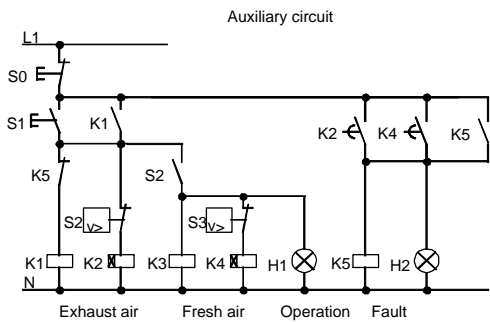 Auxiliary circuit
L1
S0
S1 K1 K2 K4 K5
K5 S2
S2 v> S3 v>
K1 K2 K3 K4 H1 K5 H2
N
Exhaust air Fresh air Operation Fault